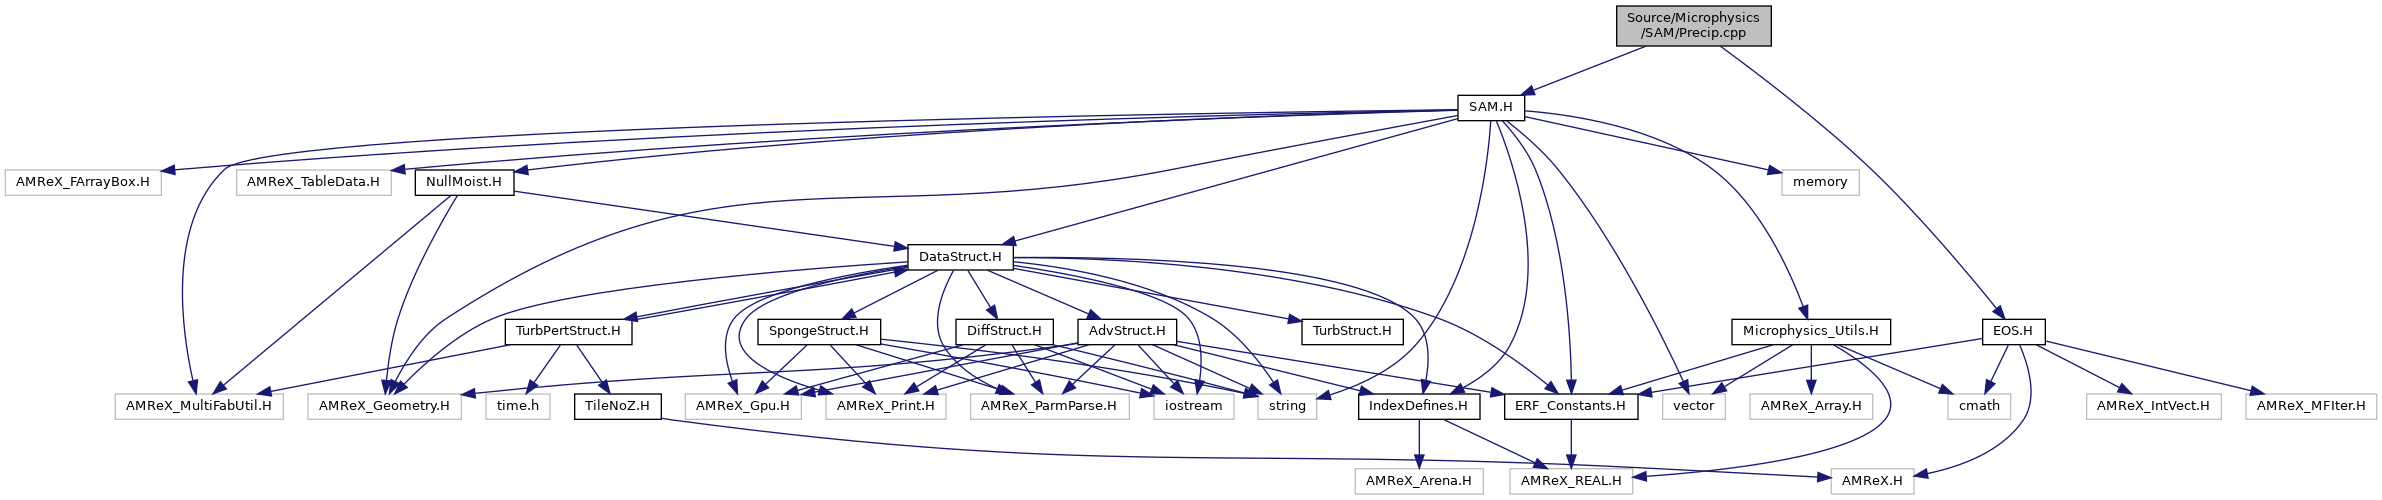 Source/Microphysics
/SAM/Precip.cpp
SAM.H
AMReX_FArrayBox.H
AMReX_TableData.H
NullMoist.H
memory
DataStruct.H
TurbPertStruct.H
SpongeStruct.H
DiffStruct.H
AdvStruct.H
TurbStruct.H
Microphysics_Utils.H
EOS.H
AMReX_MultiFabUtil.H
AMReX_Geometry.H
time.h
TileNoZ.H
AMReX_Gpu.H
AMReX_Print.H
AMReX_ParmParse.H
iostream
string
IndexDefines.H
ERF_Constants.H
vector
AMReX_Array.H
cmath
AMReX_IntVect.H
AMReX_MFIter.H
AMReX_Arena.H
AMReX_REAL.H
AMReX.H